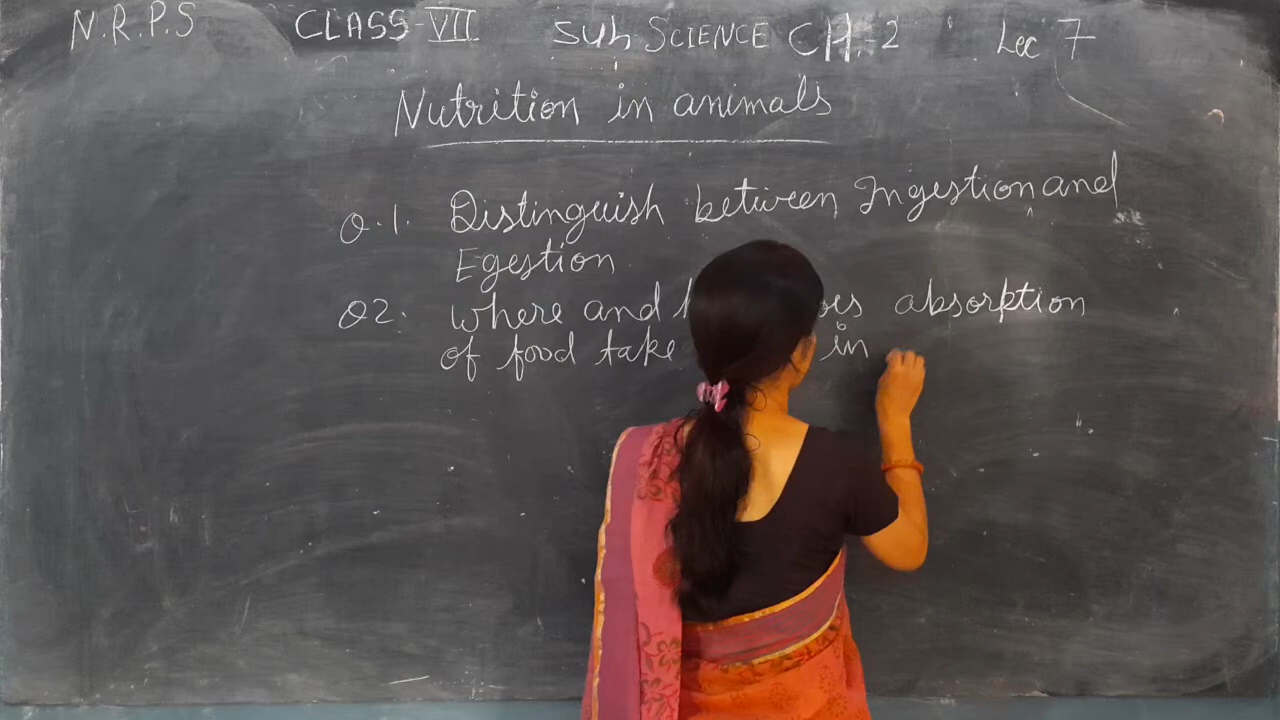 N.R.P.S CLASS-VII Sub SCIENCE CH.-2 Lec 7
Nutrition in animals
Q.1. Distinguish between Ingestion and
Egestion
Q2. where and absorption
of food take in